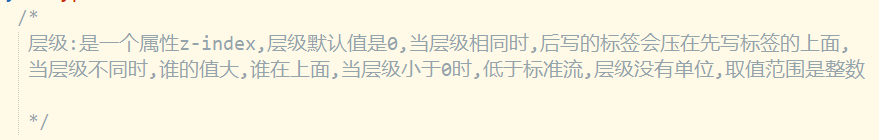 /*
层级:是一个属性z-index,层级默认值是0,当层级相同时,后写的标签会压在先写标签的上面,
当层级不同时,谁的值大,谁在上面,当层级小于0时,低于标准流,层级没有单位,取值范围是整数
*/